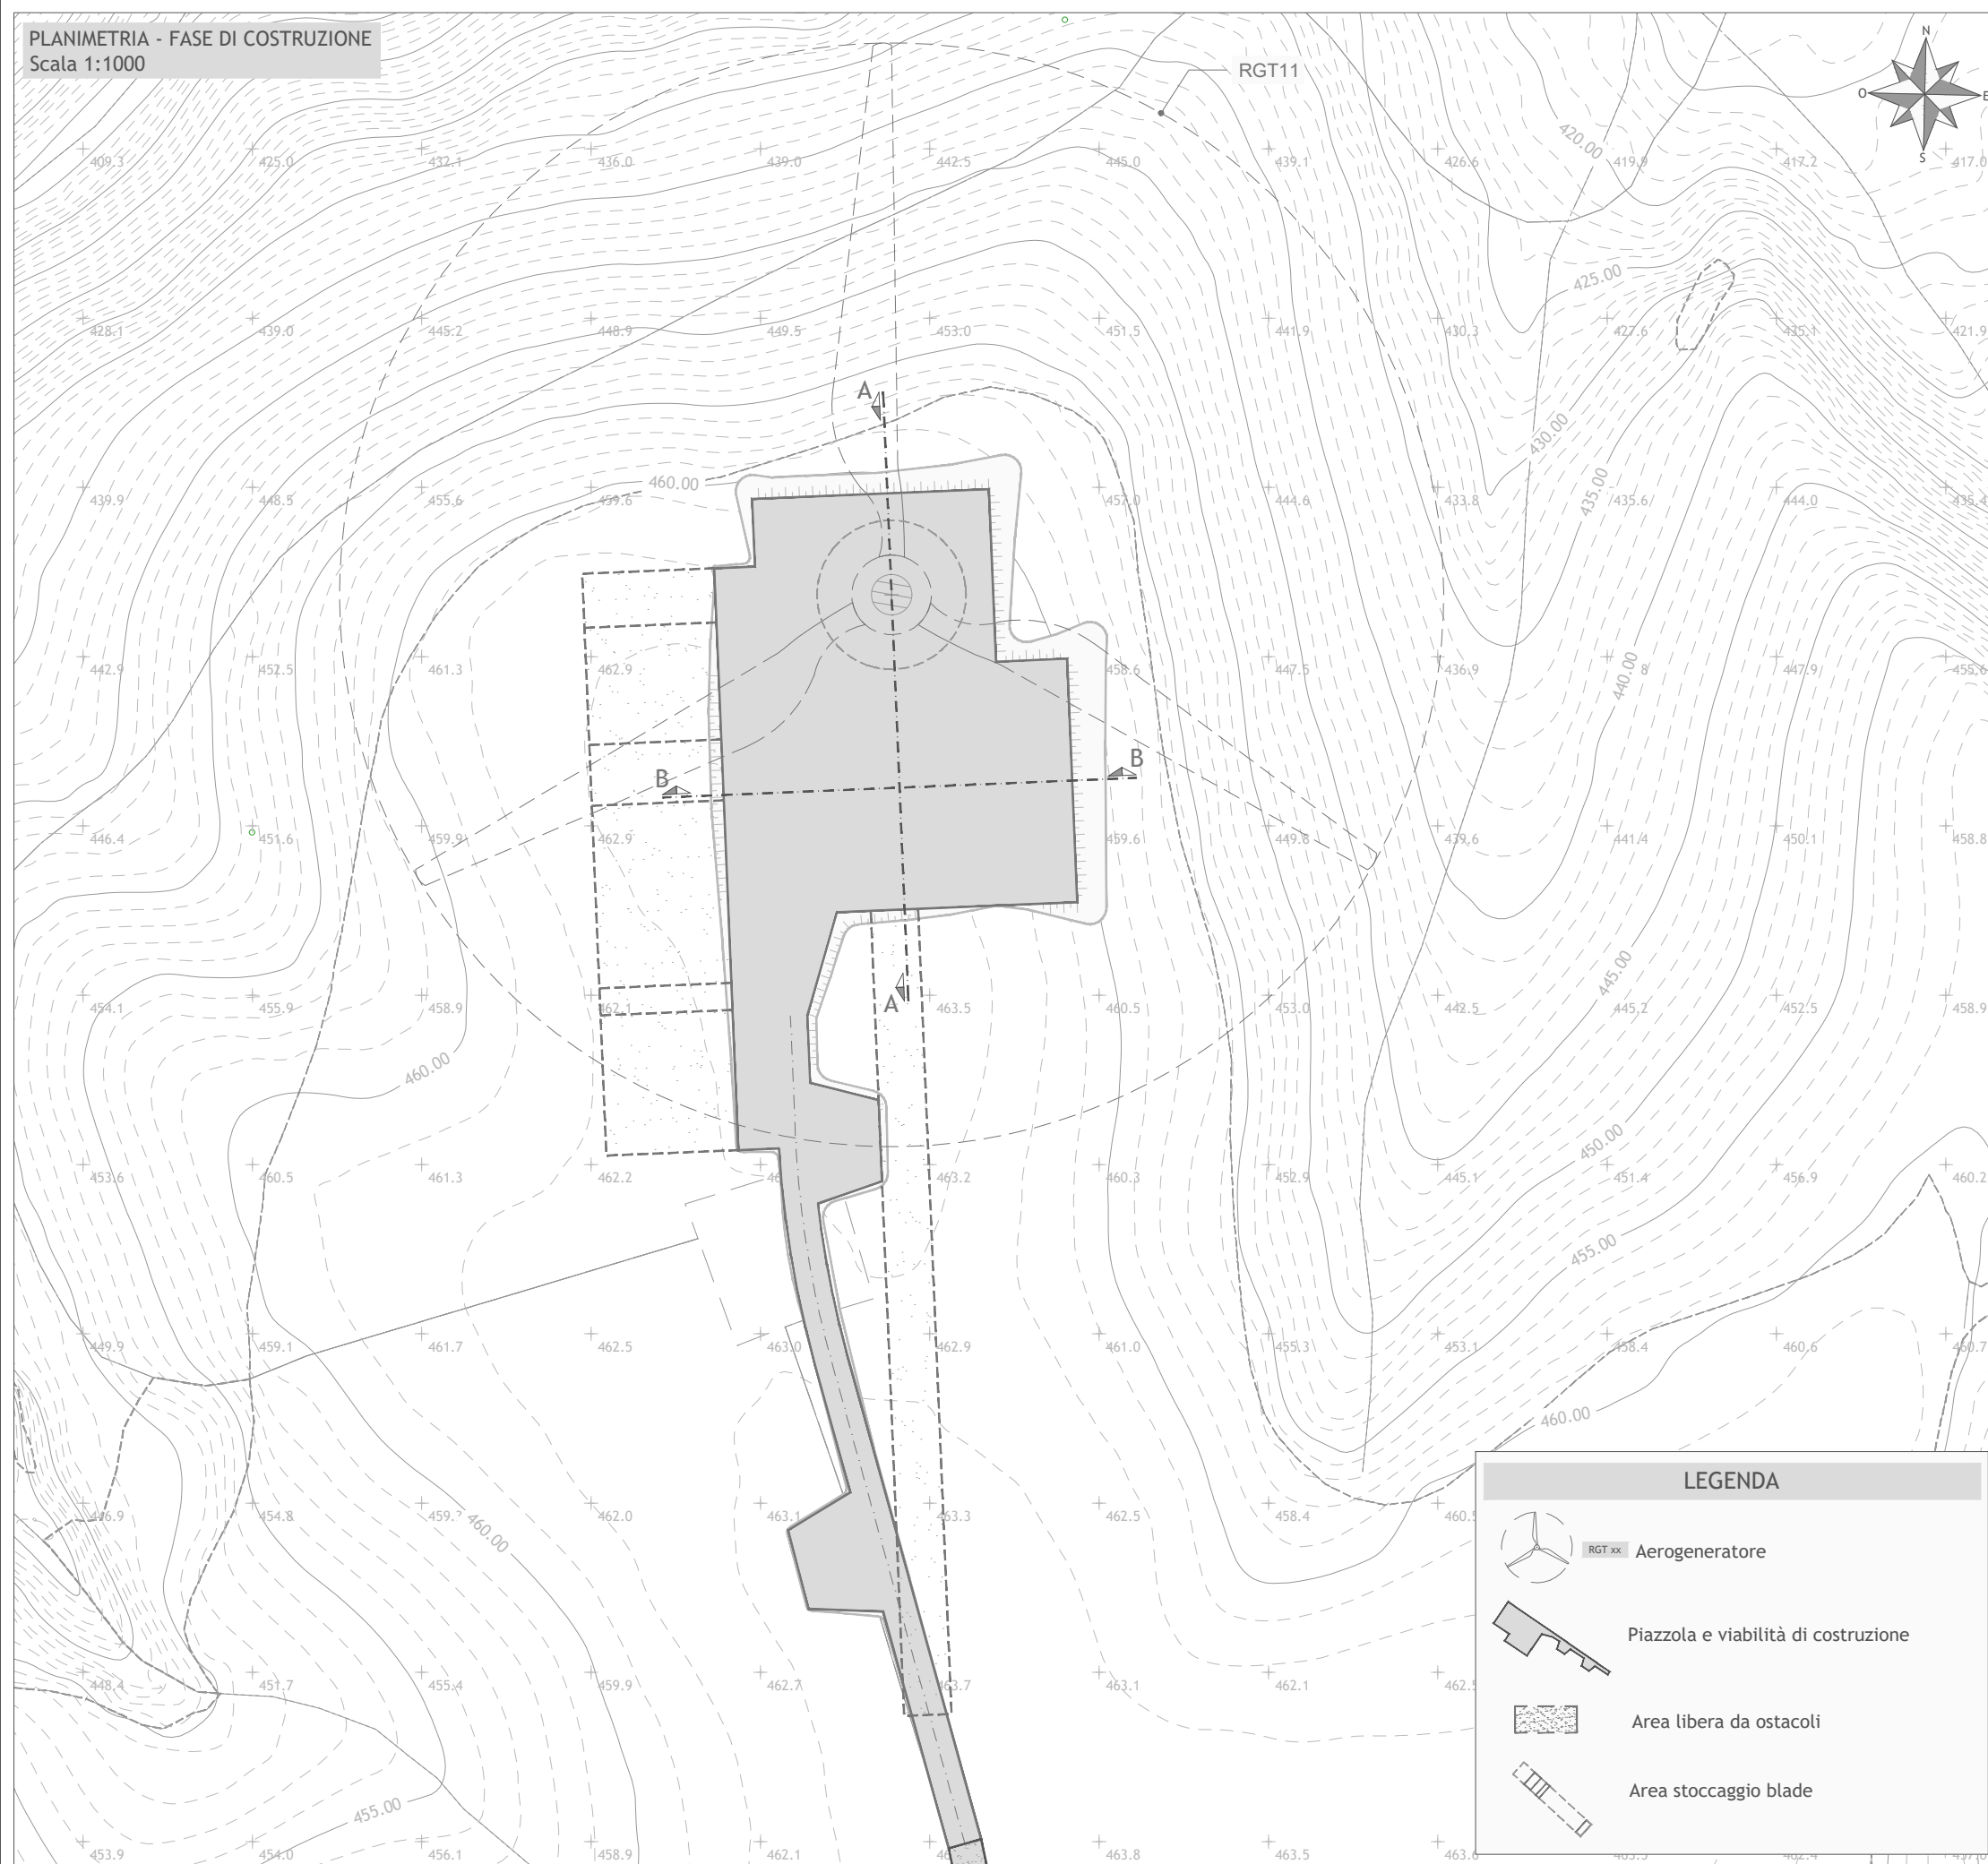 PLANIMETRIA - FASE DI COSTRUZIONE
Scala 1:1000
RGT11
N
O
E
S
420.00
409.3 425.0 432.1 436.0 439.0 442.5 445.0 439.1 426.6 419.9 417.2 417.0
425.00
428.1 439.0 445.2 448.9 449.5 453.0 451.5 441.9 430.3 427.6 425.1 421.9
A
430.00
460.00
435.00
439.9 448.5 455.6 459.6 457.0 444.6 433.8 435.6 444.0 435.4
442.9 452.5 461.3 462.9 458.6 447.5 436.9 8 447.9 455.6
440.00
B
B
446.4 451.6 459.9 462.9 459.6 449.8 439.6 441.4 450.1 458.8
445.00
A
454.1 455.9 458.9 462.1 463.5 460.5 453.0 442.5 445.2 452.5 458.9
460.00
450.00
453.6 460.5 461.3 462.2 463.2 460.3 452.9 445.1 451.4 456.9 460.2
455.00
449.9 459.1 461.7 462.5 463.0 462.9 461.0 455.3 453.1 458.4 460.6 460.7
460.00
446.9 454.8 462.0 463.1 463.3 462.5 458.4 460.5
460.00
448.4 451.7 455.4 459.9 462.7 463.7 463.1 462.1 462.5
455.00
453.9 454.0 456.1 458.9 462.1 463.8 463.5 463.6
LEGENDA
RGT xx Aerogeneratore
Piazzola e viabilità di costruzione
Area libera da ostacoli
Area stoccaggio blade